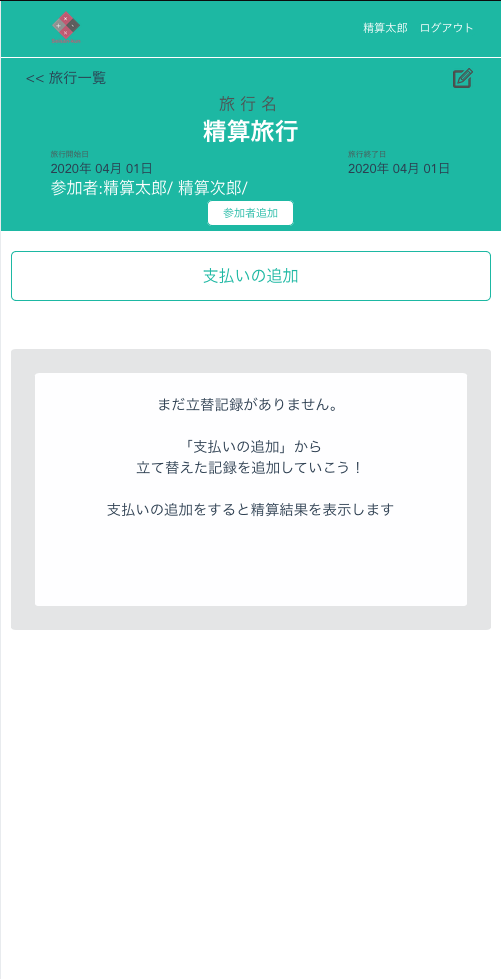 精算太郎 ログアウト
<< 旅行一覧
旅行名
精算旅行
旅行開始日 旅行終了日
2020年 04月 01日 2020年 04月 01日
参加者:精算太郎/ 精算次郎/
参加者追加
支払いの追加
まだ立替記録がありません。
「支払いの追加」から
立て替えた記録を追加していこう！
支払いの追加をすると精算結果を表示します